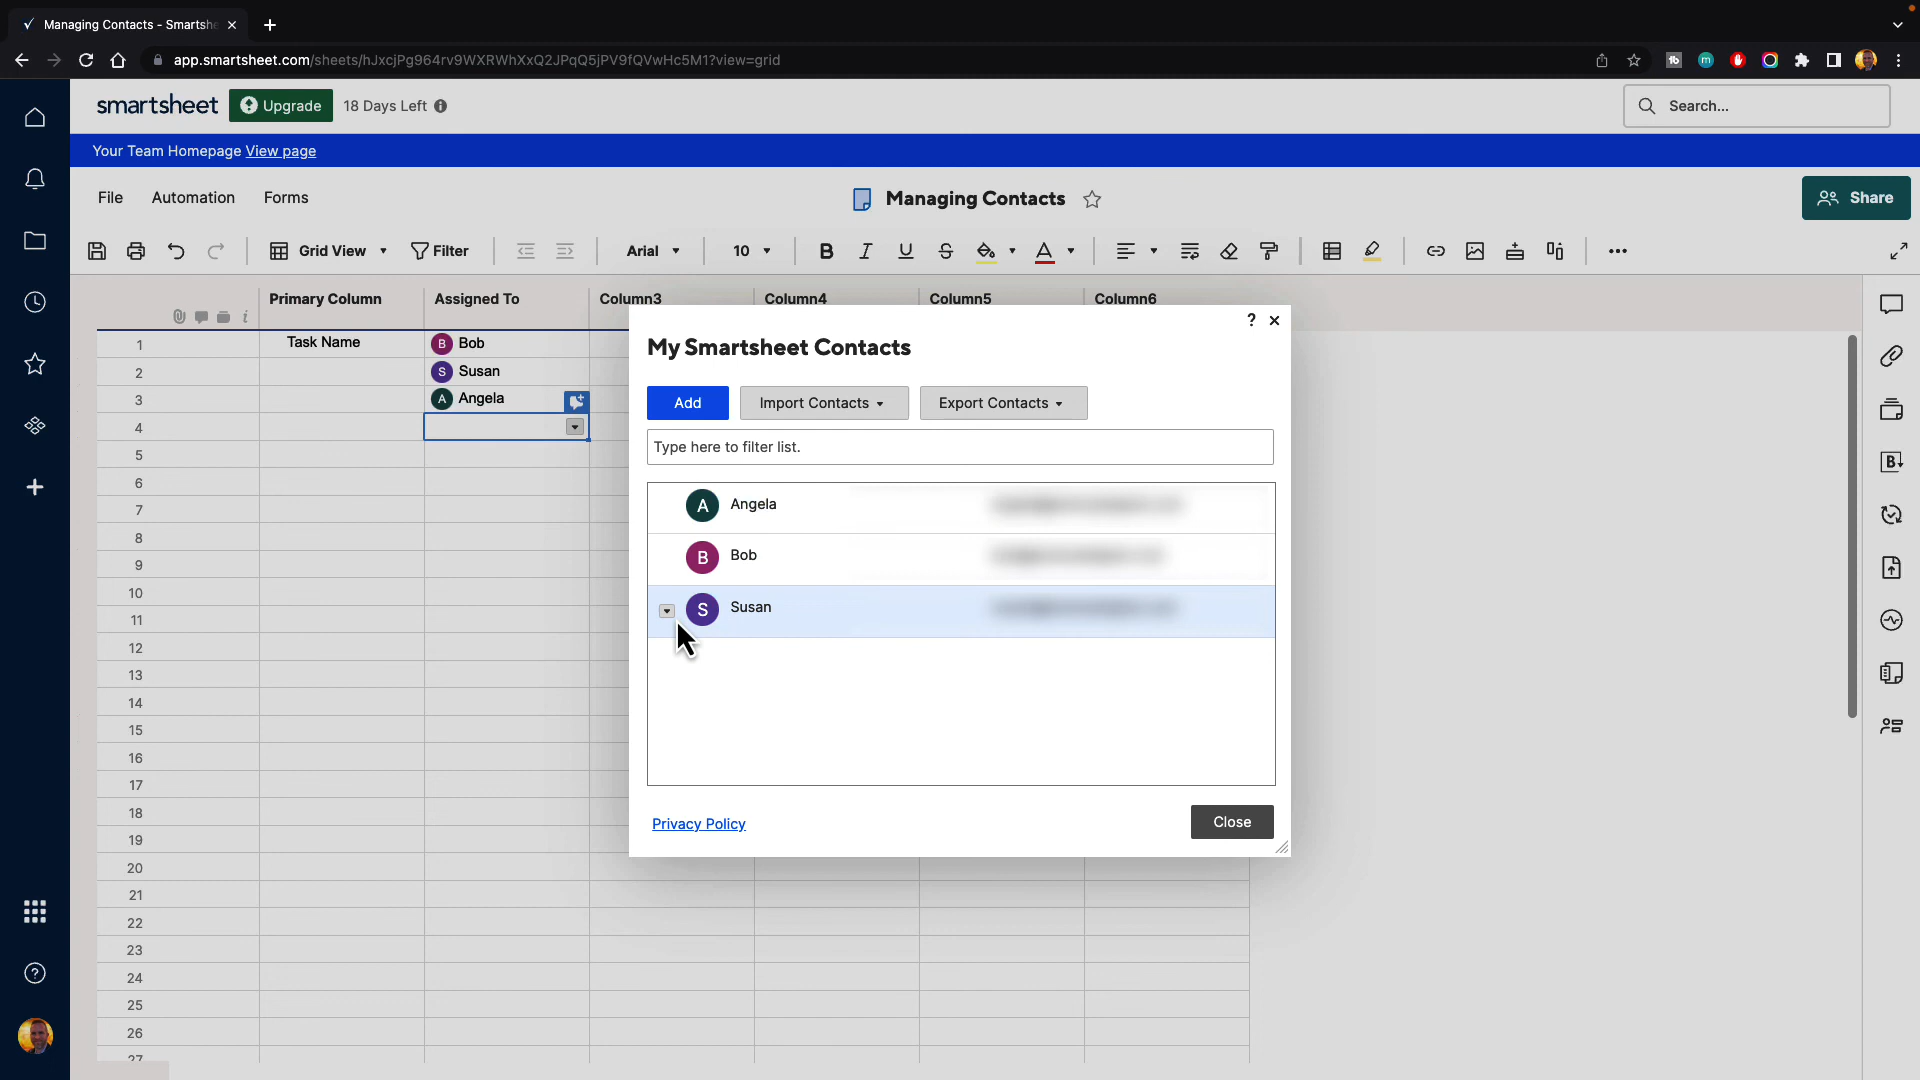 Managing Contacts - Smartshe
app.smartsheet.com/sheets/hJxcjPg964rv9WXRWhXxQ2JPqQ5jPV9fQVwHc5M1?view=grid
smartsheet Upgrade 18 Days Left Search...
Your Team Homepage View page
File Automation Forms Managing Contacts Share
Grid View Filter Arial 10
Primary Column Assigned To Column3 Column4 Column5 Column6
1 Task Name B Bob
2 S Susan
3 A Angela
4
5
6
7
8
9
10
11
12
13
14
15
16
17
18
19
20
21
22
23
24
25
26
27
My Smartsheet Contacts
Add Import Contacts Export Contacts
Type here to filter list.
A Angela
B Bob
S Susan
Privacy Policy Close